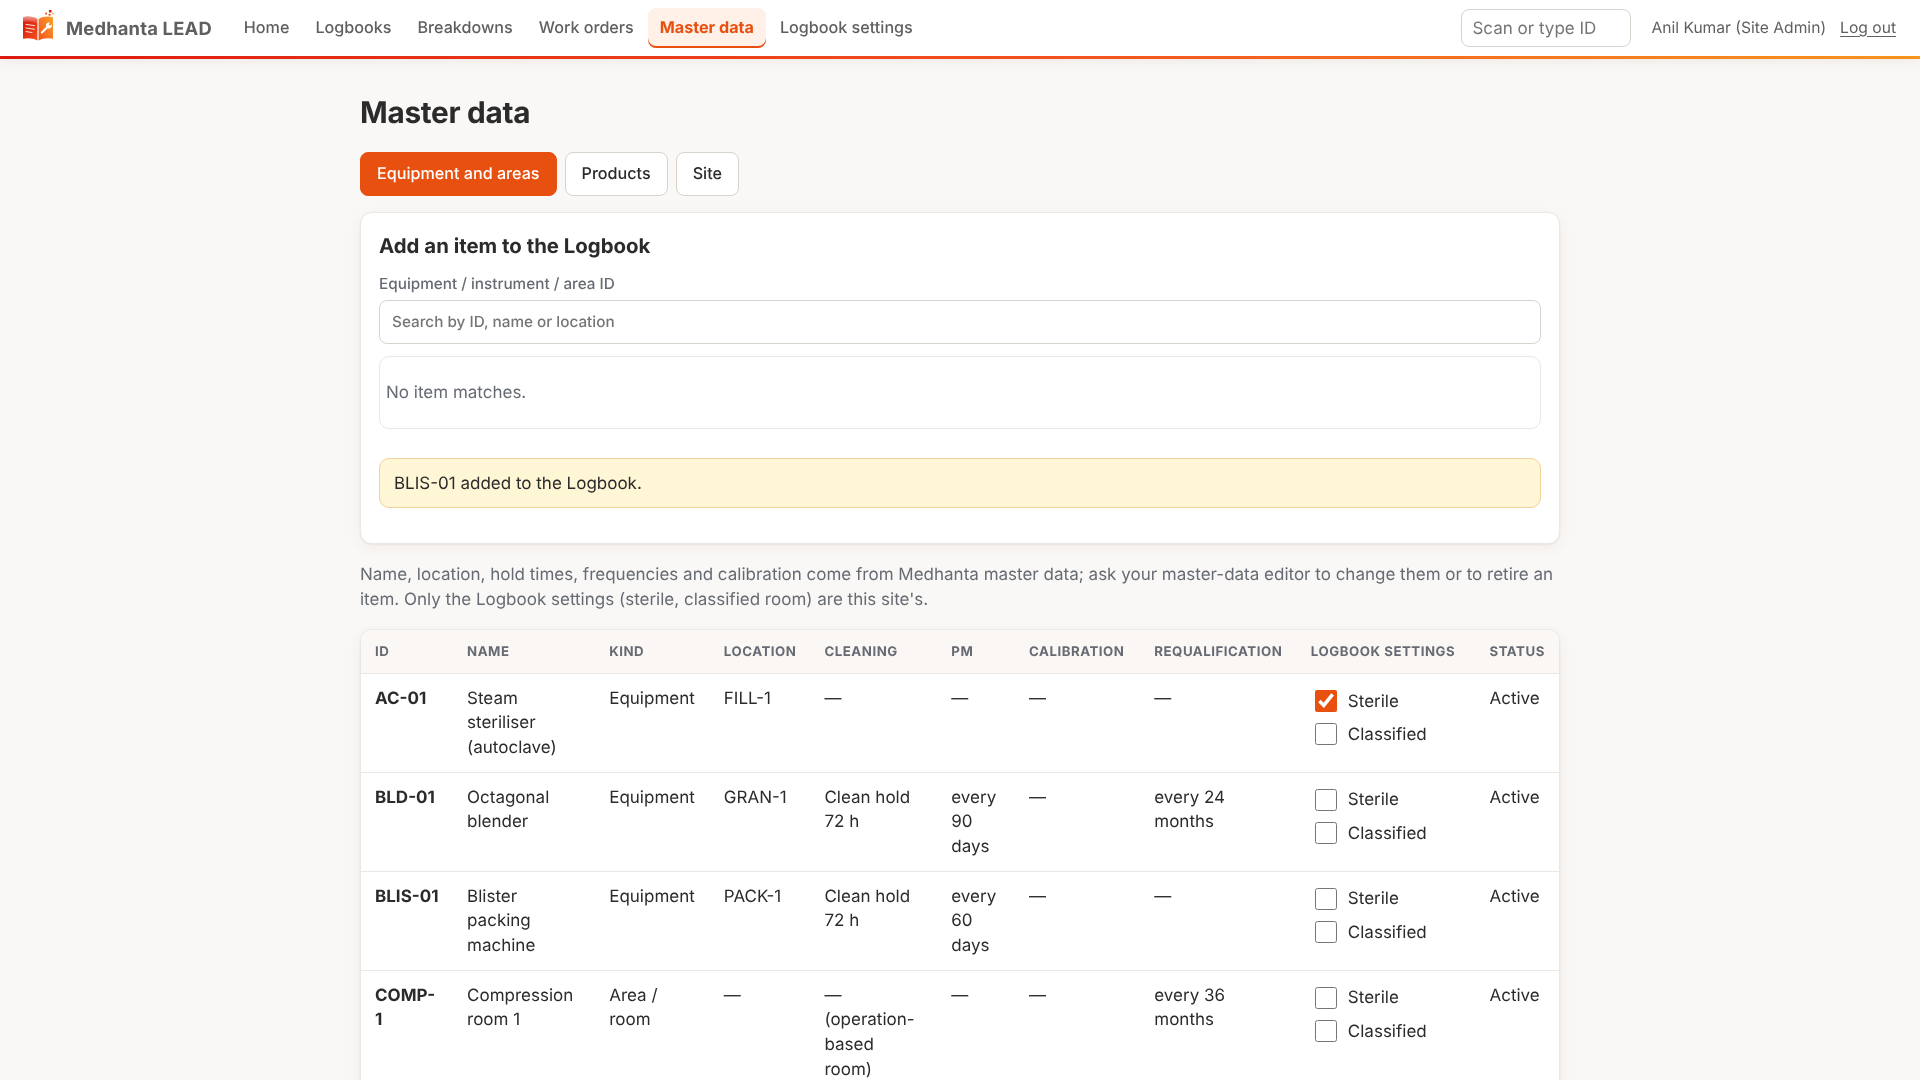 Medhanta LEAD
Home
Logbooks
Breakdowns
Work orders
Master data
Logbook settings
Scan or type ID
Anil Kumar (Site Admin)
Log out
Master data
Equipment and areas
Products
Site
Add an item to the Logbook
Equipment / instrument / area ID
Search by ID, name or location
No item matches.
BLIS-01 added to the Logbook.
Name, location, hold times, frequencies and calibration come from Medhanta master data; ask your master-data editor to change them or to retire an
item. Only the Logbook settings (sterile, classified room) are this site's.
ID NAME KIND LOCATION CLEANING PM CALIBRATION REQUALIFICATION LOGBOOK SETTINGS STATUS
AC-01 Steam Equipment FILL-1 — — — — Sterile Active
steriliser Classified
(autoclave)
BLD-01 Octagonal Equipment GRAN-1 Clean hold every — every 24 Sterile Active
blender 72 h 90 months Classified
days
BLIS-01 Blister Equipment PACK-1 Clean hold every — — Sterile Active
packing 72 h 60 Classified
machine days
COMP- Compression Area / — — — — every 36 Sterile Active
1 room 1 room (operation- months Classified
based
room)